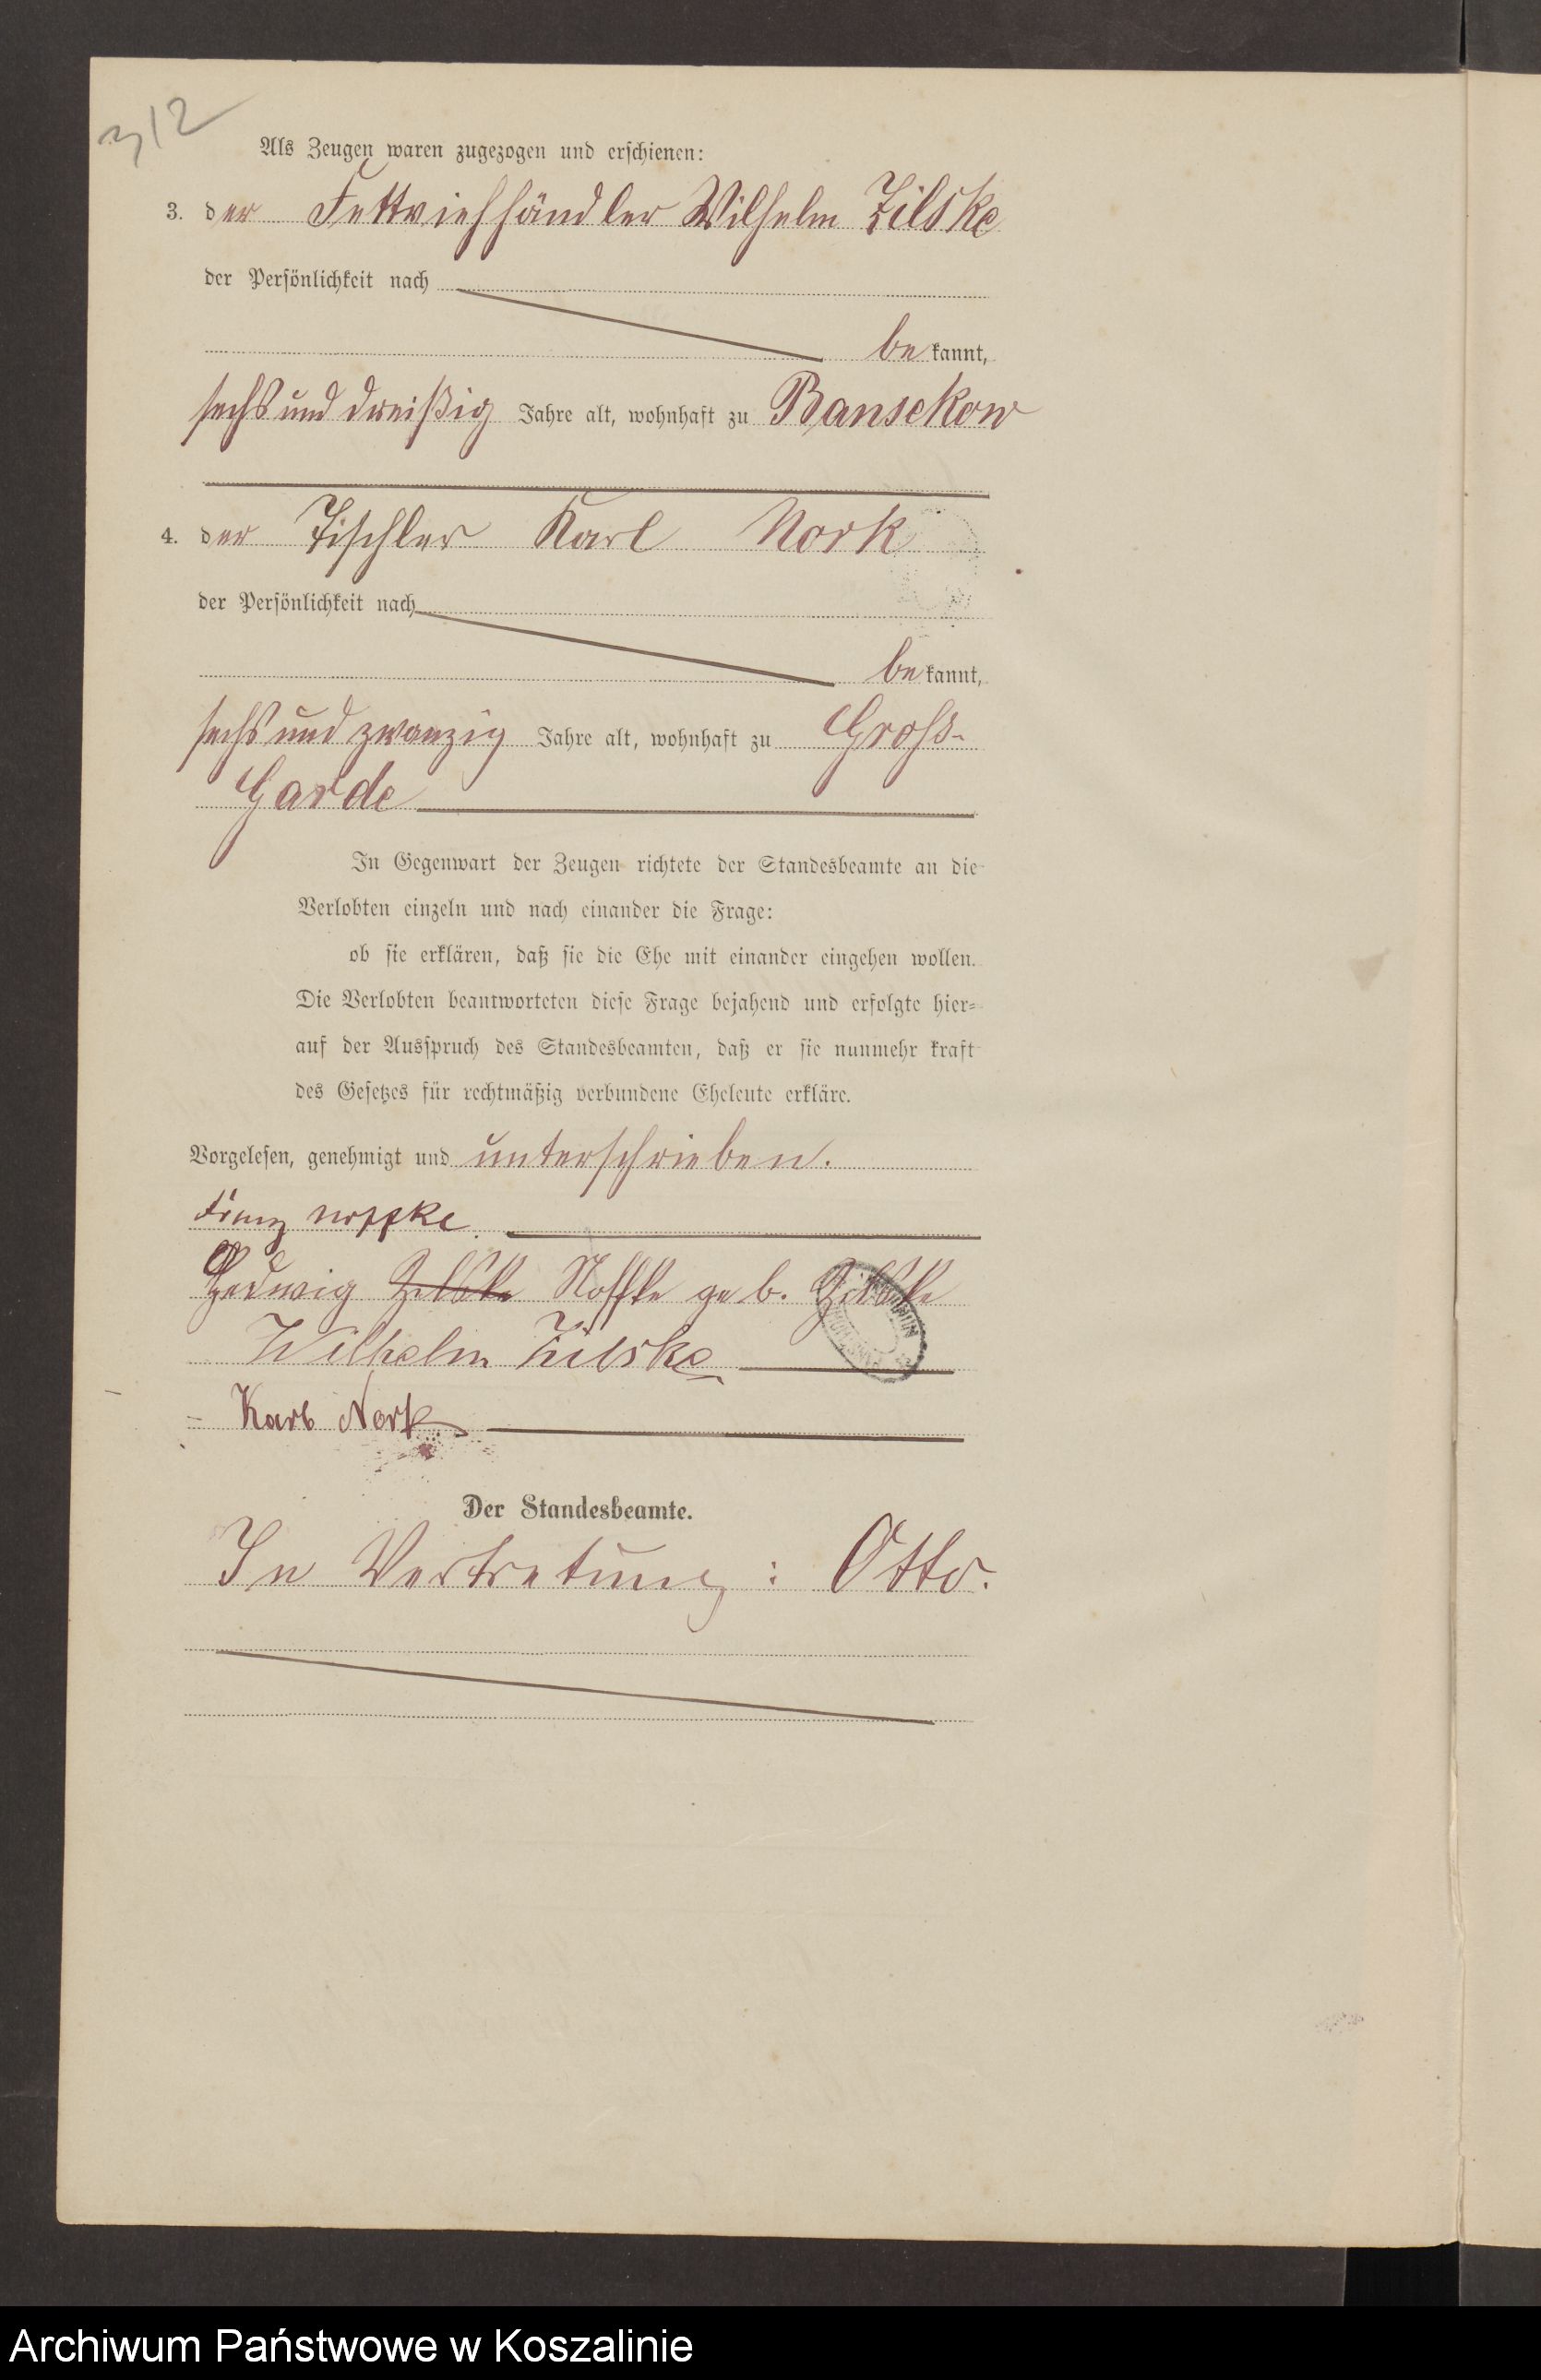 312
Als Zeugen waren zugezogen und erschienen:
3. der Fettviehhändler Wilhelm Zilske
der Persönlichkeit nach
bekannt,
sechs und dreißig Jahre alt, wohnhaft zu Bansekow
4. der Tischler Karl Nork
der Persönlichkeit nach
bekannt,
sechs und zwanzig Jahre alt, wohnhaft zu Groß-
Garde
In Gegenwart der Zeugen richtete der Standesbeamte an die
Verlobten einzeln und nach einander die Frage:
ob sie erklären, daß sie die Ehe mit einander eingehen wollen.
Die Verlobten beantworteten diese Frage bejahend und erfolgte hier=
auf der Ausspruch des Standesbeamten, daß er sie nunmehr kraft
des Gesetzes für rechtmäßig verbundene Eheleute erkläre.
Vorgelesen, genehmigt und unterschrieben.
Franz Noffke.
Hedwig Zilske Noffke geb. Zilske
Wilhelm Zilske
Karl Nork
Der Standesbeamte.
In Vertretung: Otto.
Archiwum Państwowe w Koszalinie